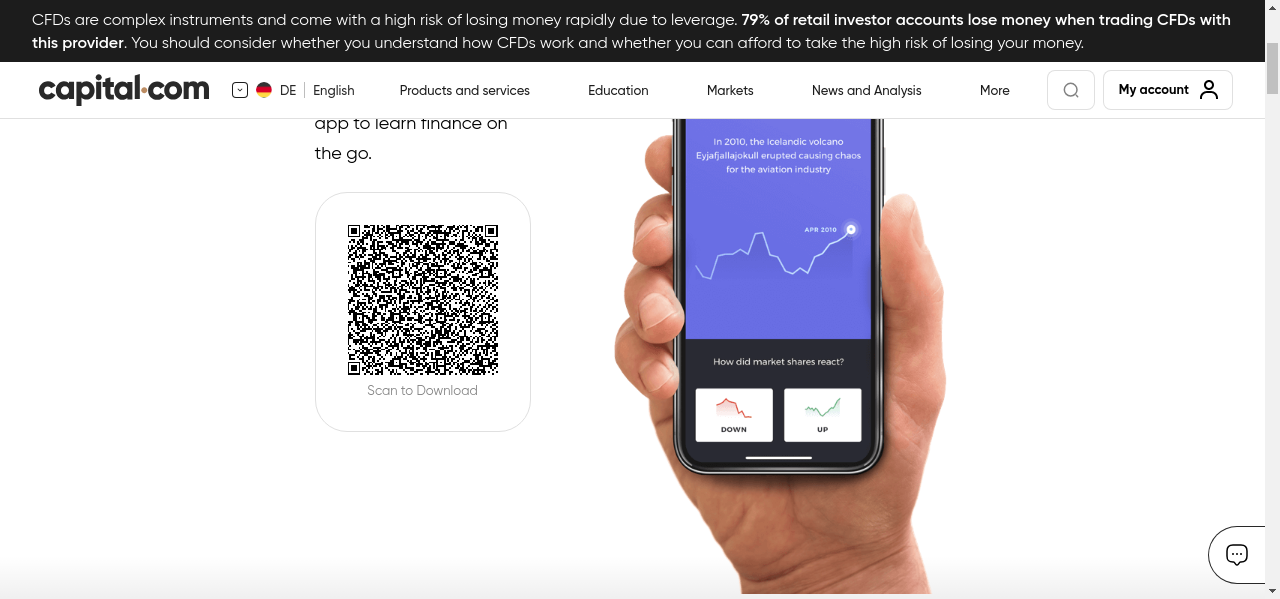 CFDs are complex instruments and come with a high risk of losing money rapidly due to leverage. 79% of retail investor accounts lose money when trading CFDs with
this provider. You should consider whether you understand how CFDs work and whether you can afford to take the high risk of losing your money.
capital.com
DE
English
Products and services
Education
Markets
News and Analysis
More
My account
app to learn finance on
the go.
Scan to Download
In 2010, the Icelandic volcano
Eyjafjallajokull erupted causing chaos
for the aviation industry
APR 2010
How did market shares react?
DOWN
UP